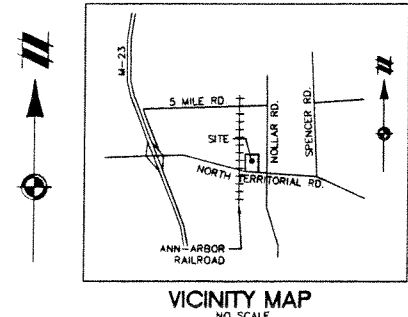 M-23
5 MILE RD
SITE
NOLLAR RD.
SPENCER RD.
NORTH TERRITORIAL RD.
ANN-ARBOR
RAILROAD
VICINITY MAP
NO SCALE